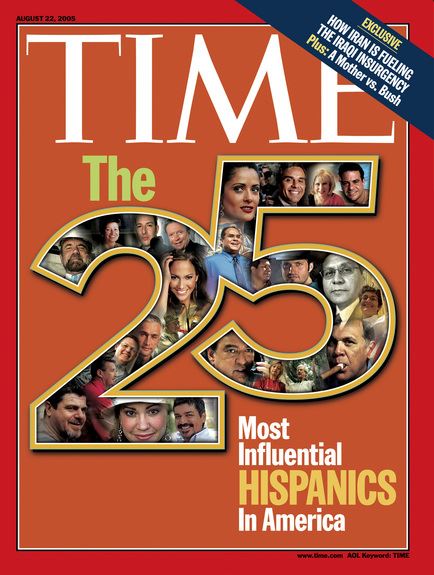 AUGUST 22, 2005
EXCLUSIVE
HOW IRAN IS FUELING
THE IRAQI INSURGENCY
Plus: A Mother vs. Bush
TIME
The
25
Most
Influential
HISPANICS
In America
www.time.com AOL Keyword: TIME